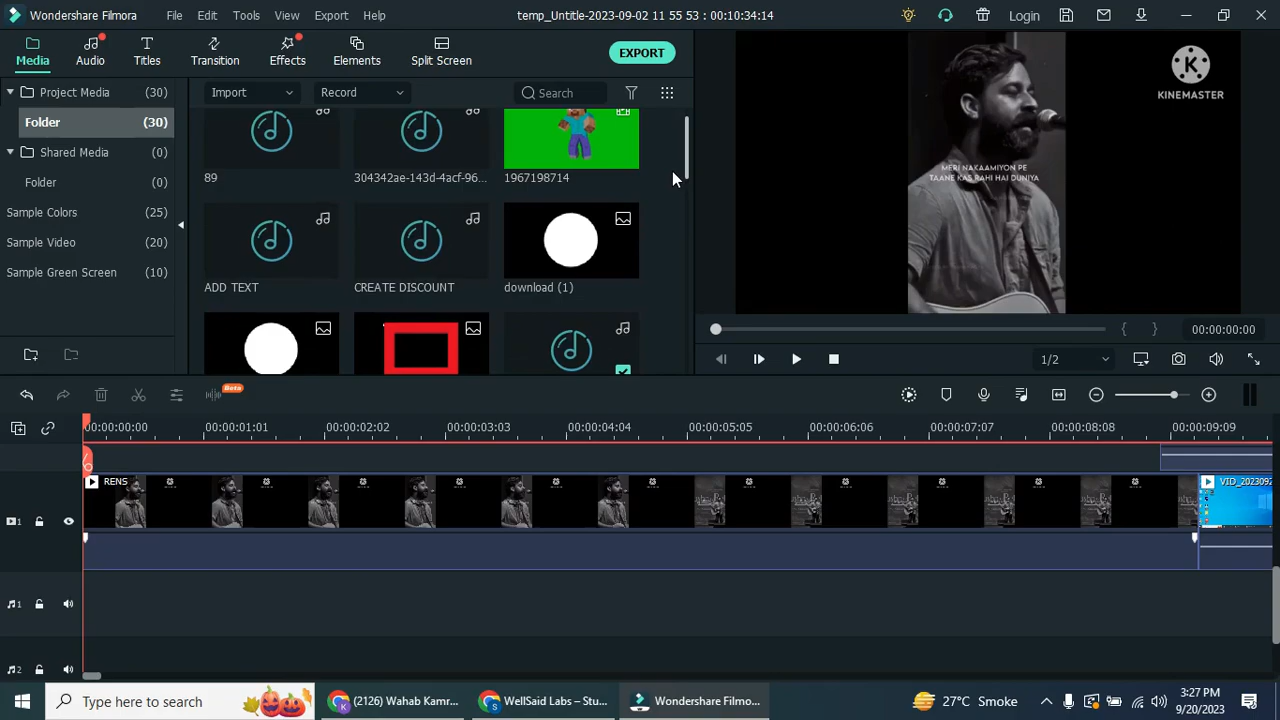 Wondershare Filmora
File
Edit
Tools
View
Export
Help
temp_Untitle-2023-09-02 11 55 53 : 00:10:34:14
Login
Media
Audio
Titles
Transition
Effects
Elements
Split Screen
EXPORT
Project Media (30)
Folder (30)
Shared Media (0)
Folder (0)
Sample Colors (25)
Sample Video (20)
Sample Green Screen (10)
Import
Record
Search
89
304342ae-143d-4acf-96...
1967198714
ADD TEXT
CREATE DISCOUNT
download (1)
K
KINEMASTER
MERI NAKAAMIYON PE
TAANE KAS RAHI HAI DUNIYA
00:00:00:00
1/2
Beta
00:00:00:00
00:00:01:01
00:00:02:02
00:00:03:03
00:00:04:04
00:00:05:05
00:00:06:06
00:00:07:07
00:00:08:08
00:00:09:09
RENS
VID_2023092
1
1
2
Type here to search
(2126) Wahab Kamr...
WellSaid Labs – Stu...
Wondershare Filmo...
27°C Smoke
3:27 PM
9/20/2023